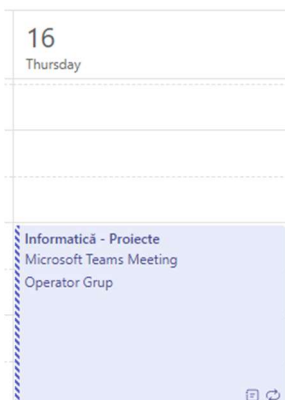 16
Thursday
Informatică - Proiecte
Microsoft Teams Meeting
Operator Grup